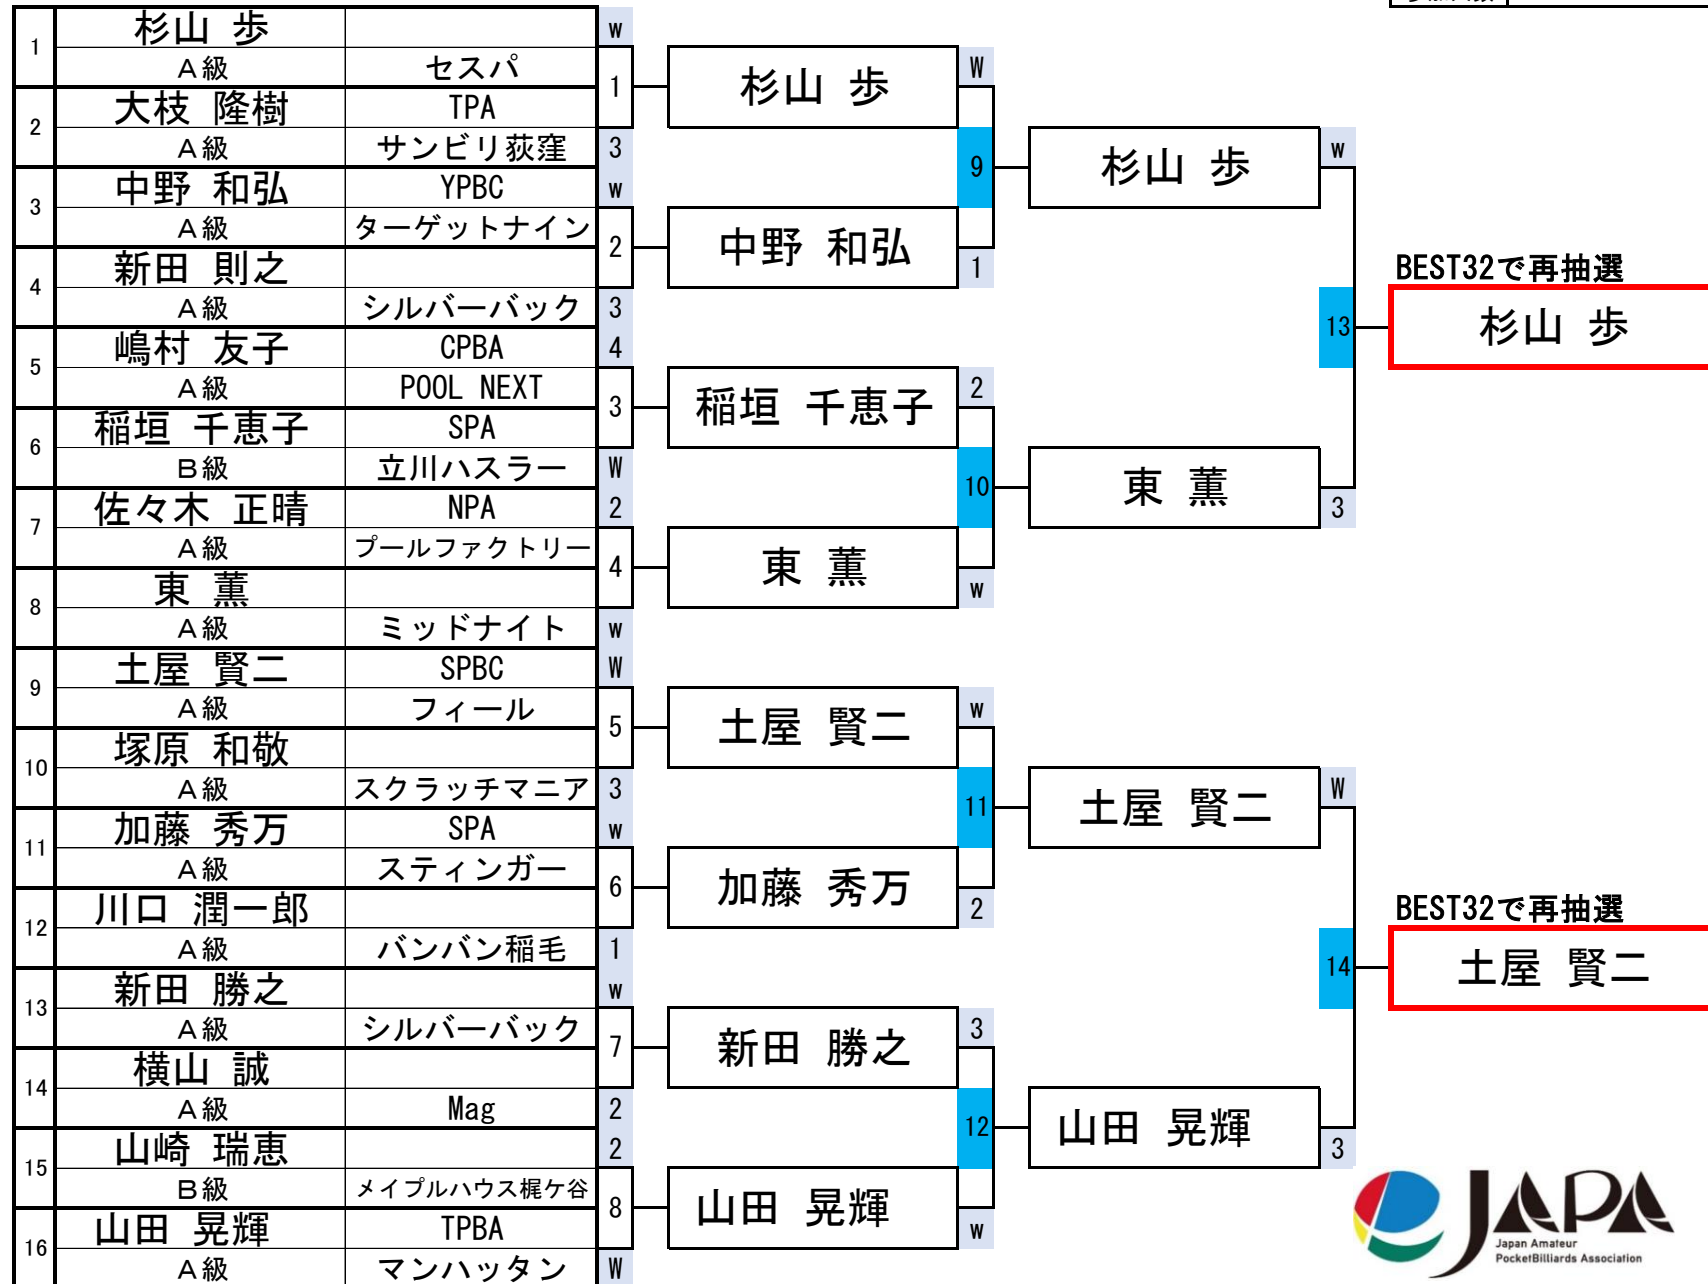 1 杉山 歩 W
A級 セスパ
1
2 大枝 隆樹 TPA
A級 サンビリ荻窪 3
3 中野 和弘 YPBC W
A級 ターゲットナイン
2
4 新田 則之
A級 シルバーバック 3
5 嶋村 友子 CPBA 4
A級 POOL NEXT
3
6 稲垣 千恵子 SPA
B級 立川ハスラー W
7 佐々木 正晴 NPA 2
A級 プールファクトリー
4
8 東 薫
A級 ミッドナイト W
9 土屋 賢二 SPBC W
A級 フィール
5
10 塚原 和敬
A級 スクラッチマニア 3
11 加藤 秀万 SPA W
A級 スティンガー
6
12 川口 潤一郎
A級 バンバン稲毛 1
13 新田 勝之 W
A級 シルバーバック
7
14 横山 誠
A級 Mag 2
15 山崎 瑞恵 2
B級 メイプルハウス梶ケ谷
8
16 山田 晃輝 TPBA
A級 マンハッタン W
杉山 歩 W
9
中野 和弘 1
稲垣 千恵子 2
10
東 薫 W
土屋 賢二 W
11
加藤 秀万 2
新田 勝之 3
12
山田 晃輝 W
杉山 歩 W
13
東 薫 3
土屋 賢二 W
14
山田 晃輝 3
BEST32で再抽選
杉山 歩
BEST32で再抽選
土屋 賢二
JAPA
Japan Amateur
PocketBilliards Association